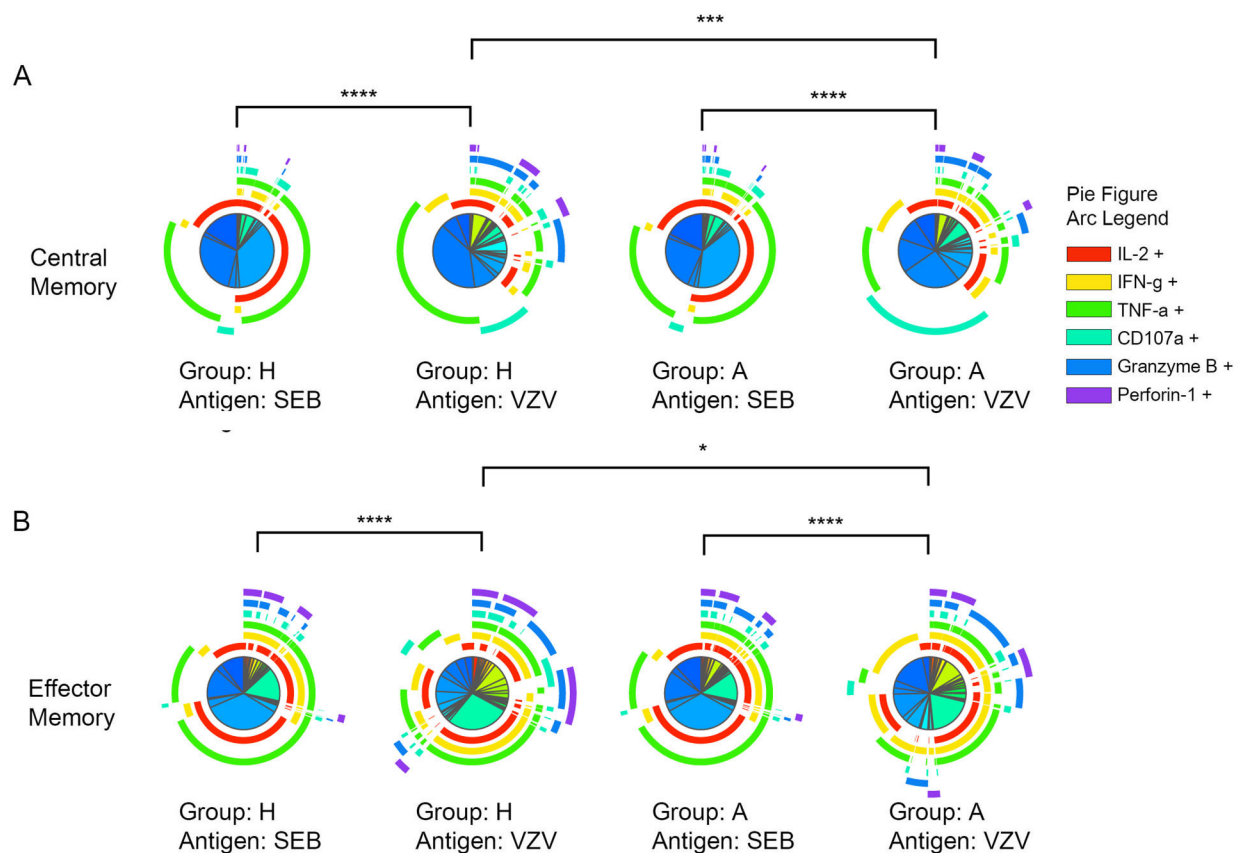 ***
A
****
****
Central
Memory
Pie Figure
Arc Legend
IL-2 +
IFN-g +
TNF-a +
CD107a +
Granzyme B +
Perforin-1 +
Group: H
Antigen: SEB
Group: H
Antigen: VZV
Group: A
Antigen: SEB
Group: A
Antigen: VZV
*
B
****
****
Effector
Memory
Group: H
Antigen: SEB
Group: H
Antigen: VZV
Group: A
Antigen: SEB
Group: A
Antigen: VZV